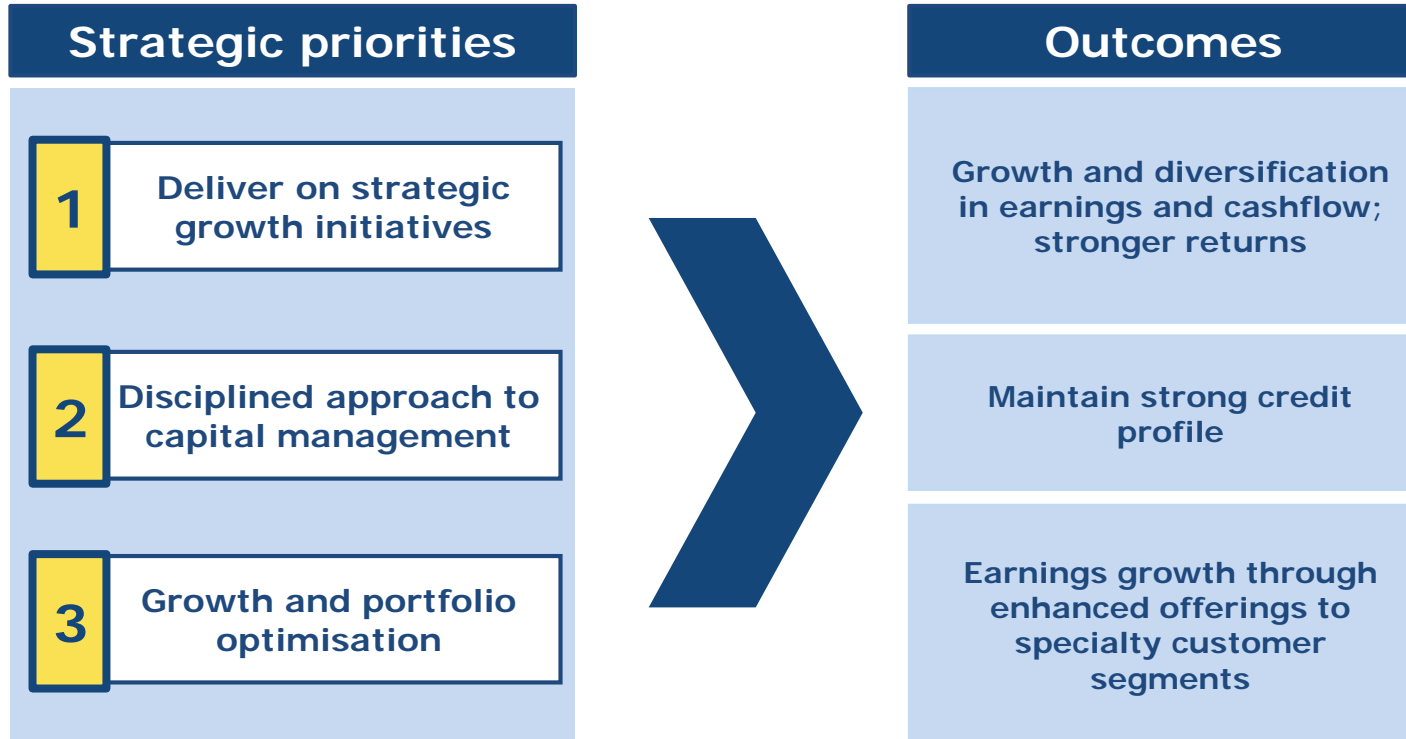 Strategic priorities
1
Deliver on strategic
growth initiatives
2
Disciplined approach to
capital management
3
Growth and portfolio
optimisation
Outcomes
Growth and diversification
in earnings and cashflow;
stronger returns
Maintain strong credit
profile
Earnings growth through
enhanced offerings to
specialty customer
segments